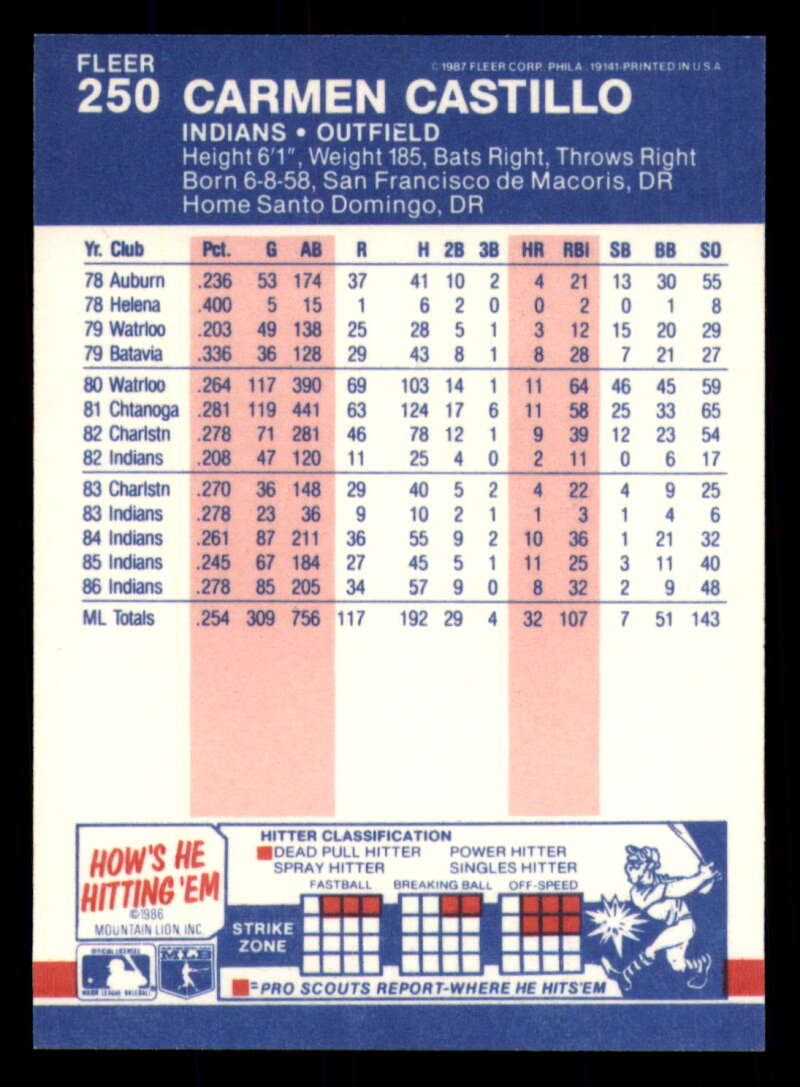 FLEER
© 1987 FLEER CORP. PHILA. 19141-PRINTED IN U.S.A.
250 CARMEN CASTILLO
INDIANS • OUTFIELD
Height 6'1", Weight 185, Bats Right, Throws Right
Born 6-8-58, San Francisco de Macoris, DR
Home Santo Domingo, DR
Yr. Club Pct. G AB R H 2B 3B HR RBI SB BB SO
78 Auburn .236 53 174 37 41 10 2 4 21 13 30 55
78 Helena .400 5 15 1 6 2 0 0 2 0 1 8
79 Watrloo .203 49 138 25 28 5 1 3 12 15 20 29
79 Batavia .336 36 128 29 43 8 1 8 28 7 21 27
80 Watrloo .264 117 390 69 103 14 1 11 64 46 45 59
81 Chtanoga .281 119 441 63 124 17 6 11 58 25 33 65
82 Charlstn .278 71 281 46 78 12 1 9 39 12 23 54
82 Indians .208 47 120 11 25 4 0 2 11 0 6 17
83 Charlstn .270 36 148 29 40 5 2 4 22 4 9 25
83 Indians .278 23 36 9 10 2 1 1 3 1 4 6
84 Indians .261 87 211 36 55 9 2 10 36 1 21 32
85 Indians .245 67 184 27 45 5 1 11 25 3 11 40
86 Indians .278 85 205 34 57 9 0 8 32 2 9 48
ML Totals .254 309 756 117 192 29 4 32 107 7 51 143
HOW'S HE
HITTING 'EM
©1986
MOUNTAIN LION, INC.
OFFICIAL LICENSEE
MAJOR LEAGUE BASEBALL
HITTER CLASSIFICATION
DEAD PULL HITTER POWER HITTER
SPRAY HITTER SINGLES HITTER
FASTBALL BREAKING BALL OFF-SPEED
STRIKE
ZONE
=PRO SCOUTS REPORT-WHERE HE HITS'EM